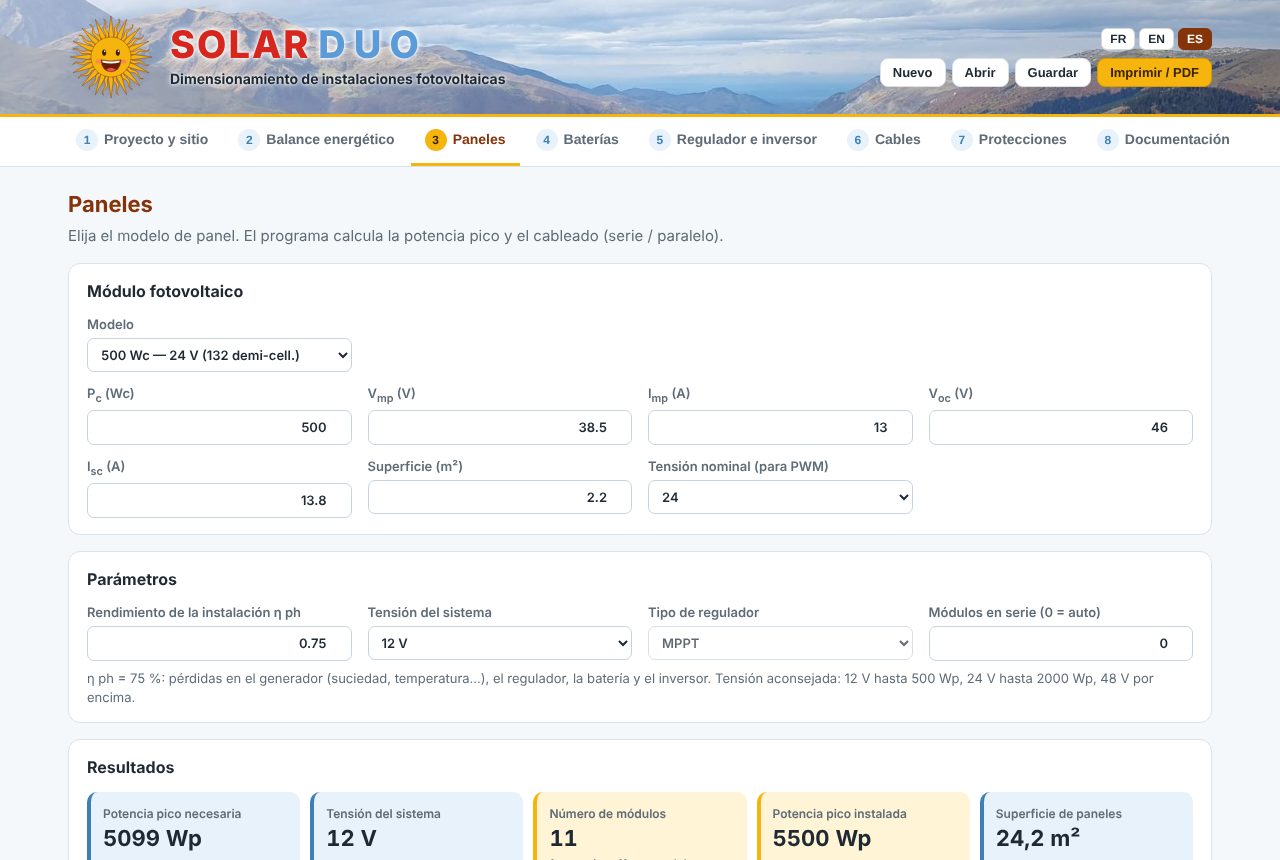 SOLAR DUO
Dimensionamiento de instalaciones fotovoltaicas
FR EN ES
Nuevo Abrir Guardar Imprimir / PDF
1 Proyecto y sitio 2 Balance energético 3 Paneles 4 Baterías 5 Regulador e inversor 6 Cables 7 Protecciones 8 Documentación
Paneles
Elija el modelo de panel. El programa calcula la potencia pico y el cableado (serie / paralelo).
Módulo fotovoltaico
Modelo
500 Wc — 24 V (132 demi-cell.)
Pc (Wc) Vmp (V) Imp (A) Voc (V)
500 38.5 13 46
Isc (A) Superficie (m²) Tensión nominal (para PWM)
13.8 2.2 24
Parámetros
Rendimiento de la instalación η ph Tensión del sistema Tipo de regulador Módulos en serie (0 = auto)
0.75 12 V MPPT 0
η ph = 75 %: pérdidas en el generador (suciedad, temperatura…), el regulador, la batería y el inversor. Tensión aconsejada: 12 V hasta 500 Wp, 24 V hasta 2000 Wp, 48 V por
encima.
Resultados
Potencia pico necesaria Tensión del sistema Número de módulos Potencia pico instalada Superficie de paneles
5099 Wp 12 V 11 5500 Wp 24,2 m²